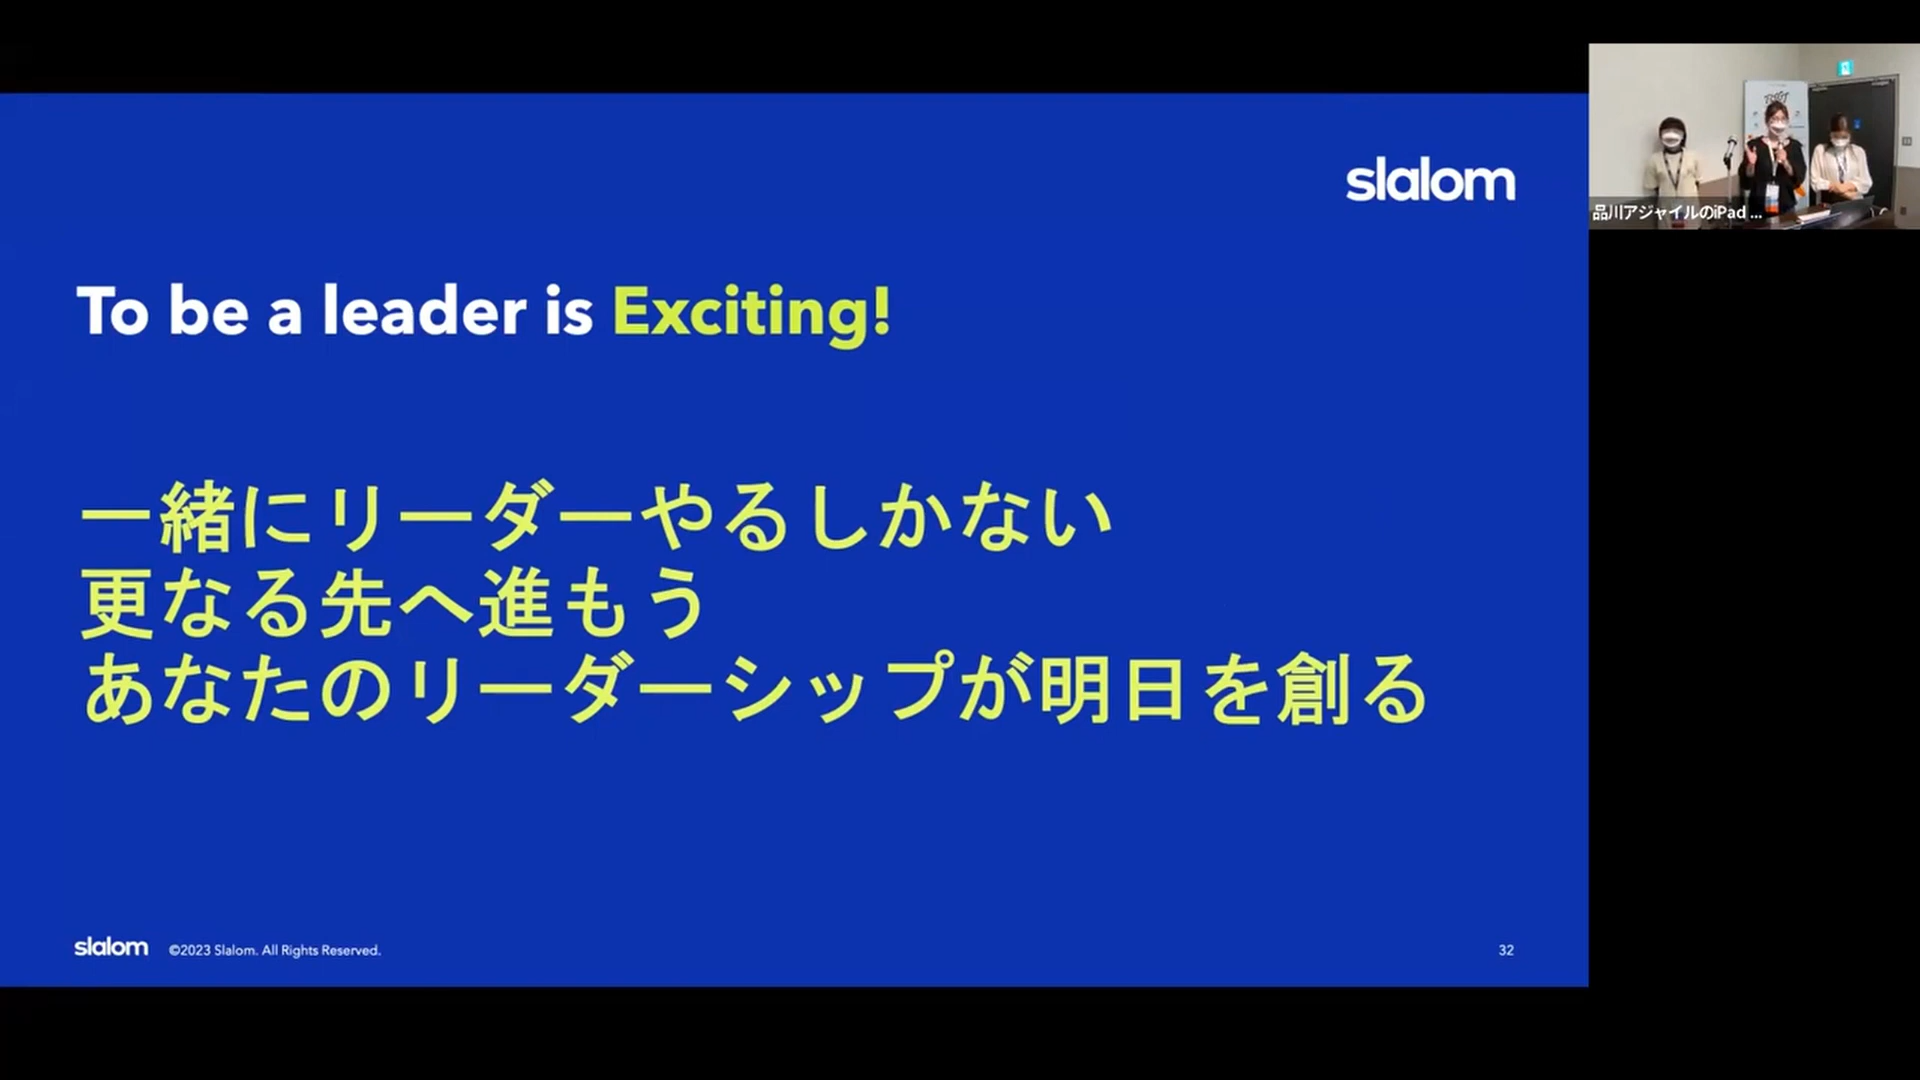 slalom
To be a leader is Exciting!
一緒にリーダーやるしかない
更なる先へ進もう
あなたのリーダーシップが明日を創る
slalom ©2023 Slalom. All Rights Reserved.
32
品川アジャイルのiPad ...